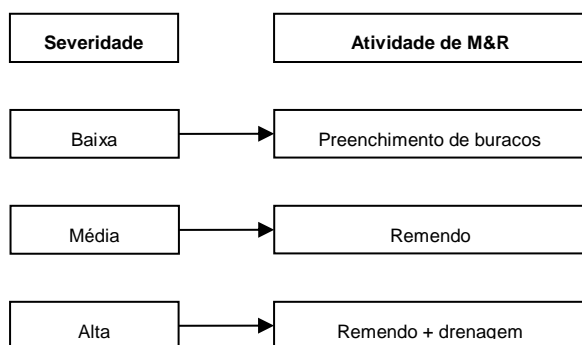 Severidade Atividade de M&R
Baixa Preenchimento de buracos
Média Remendo
Alta Remendo + drenagem